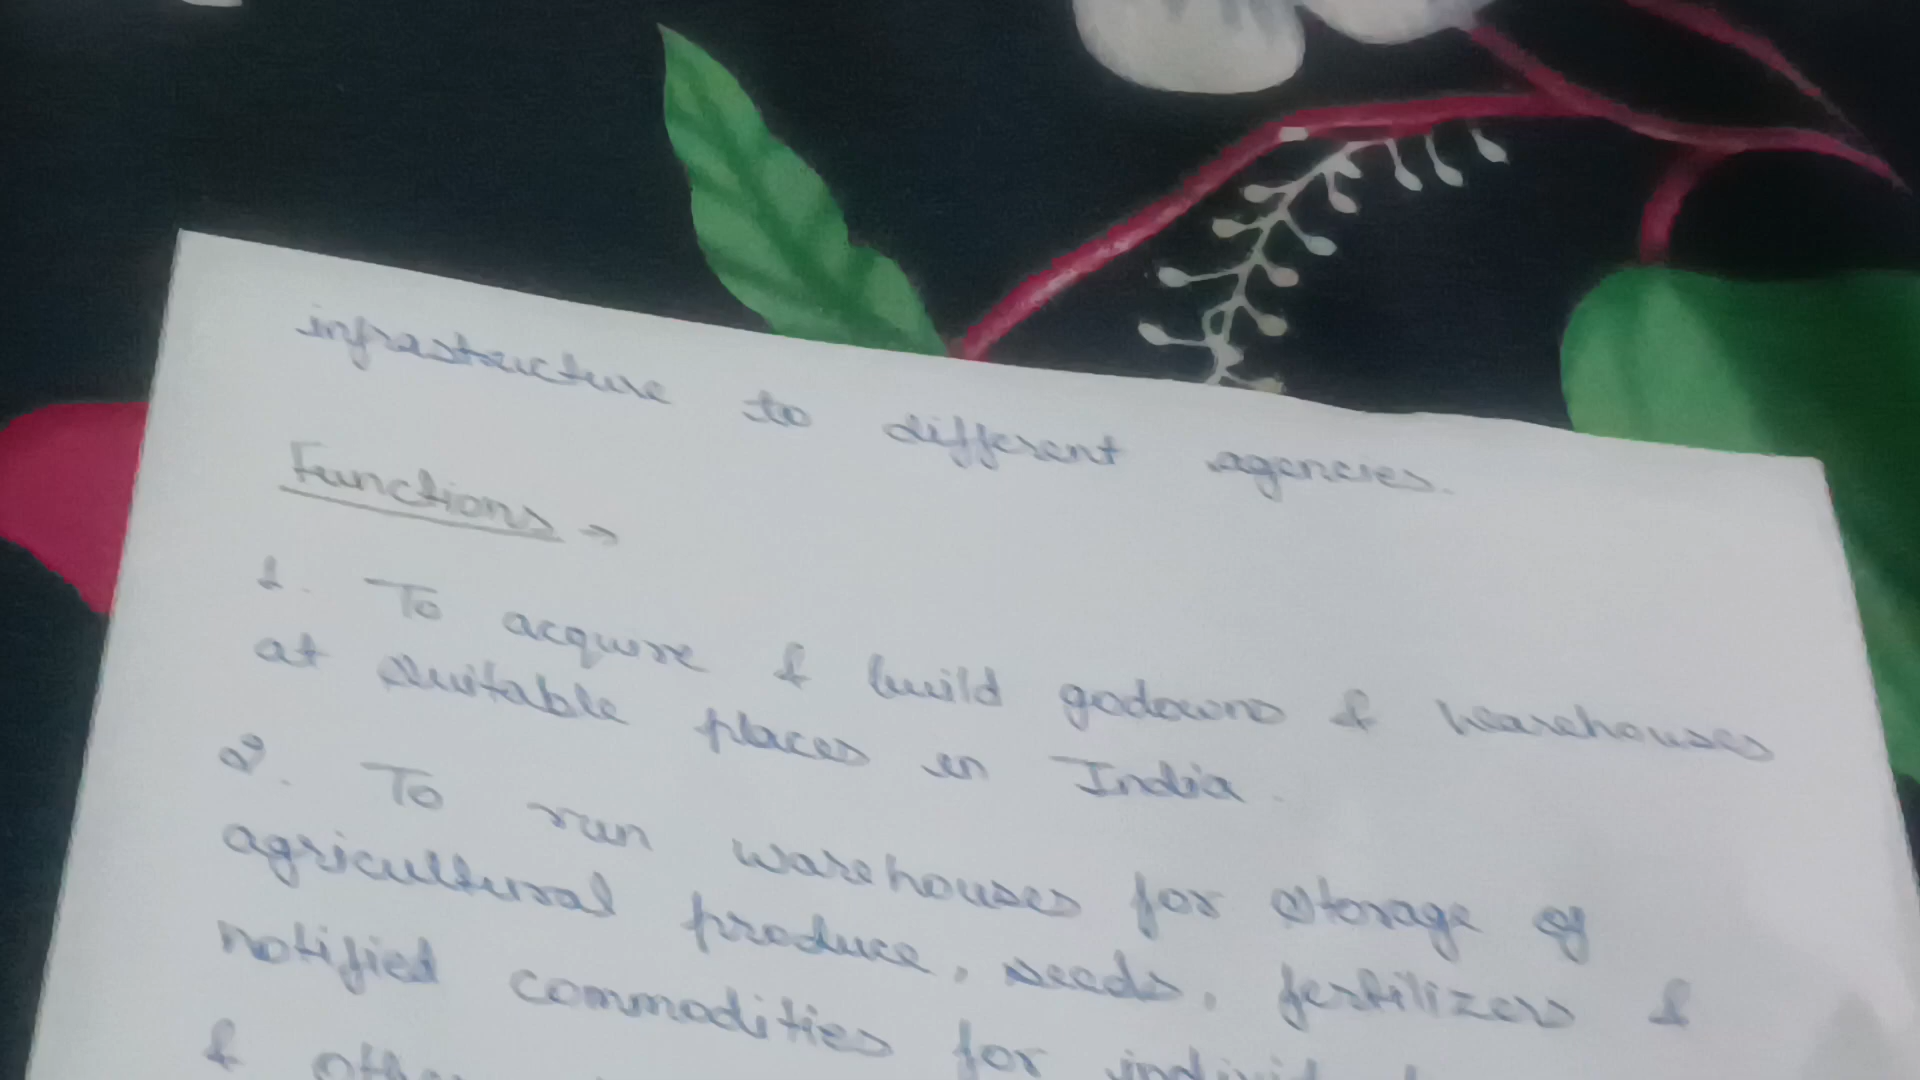 infrastructure to different agencies.
Functions →
1. To acquire & build godowns & warehouses
at suitable places in India.
2. To run warehouses for storage of
agricultural produce, seeds, fertilizers &
notified commodities for
&